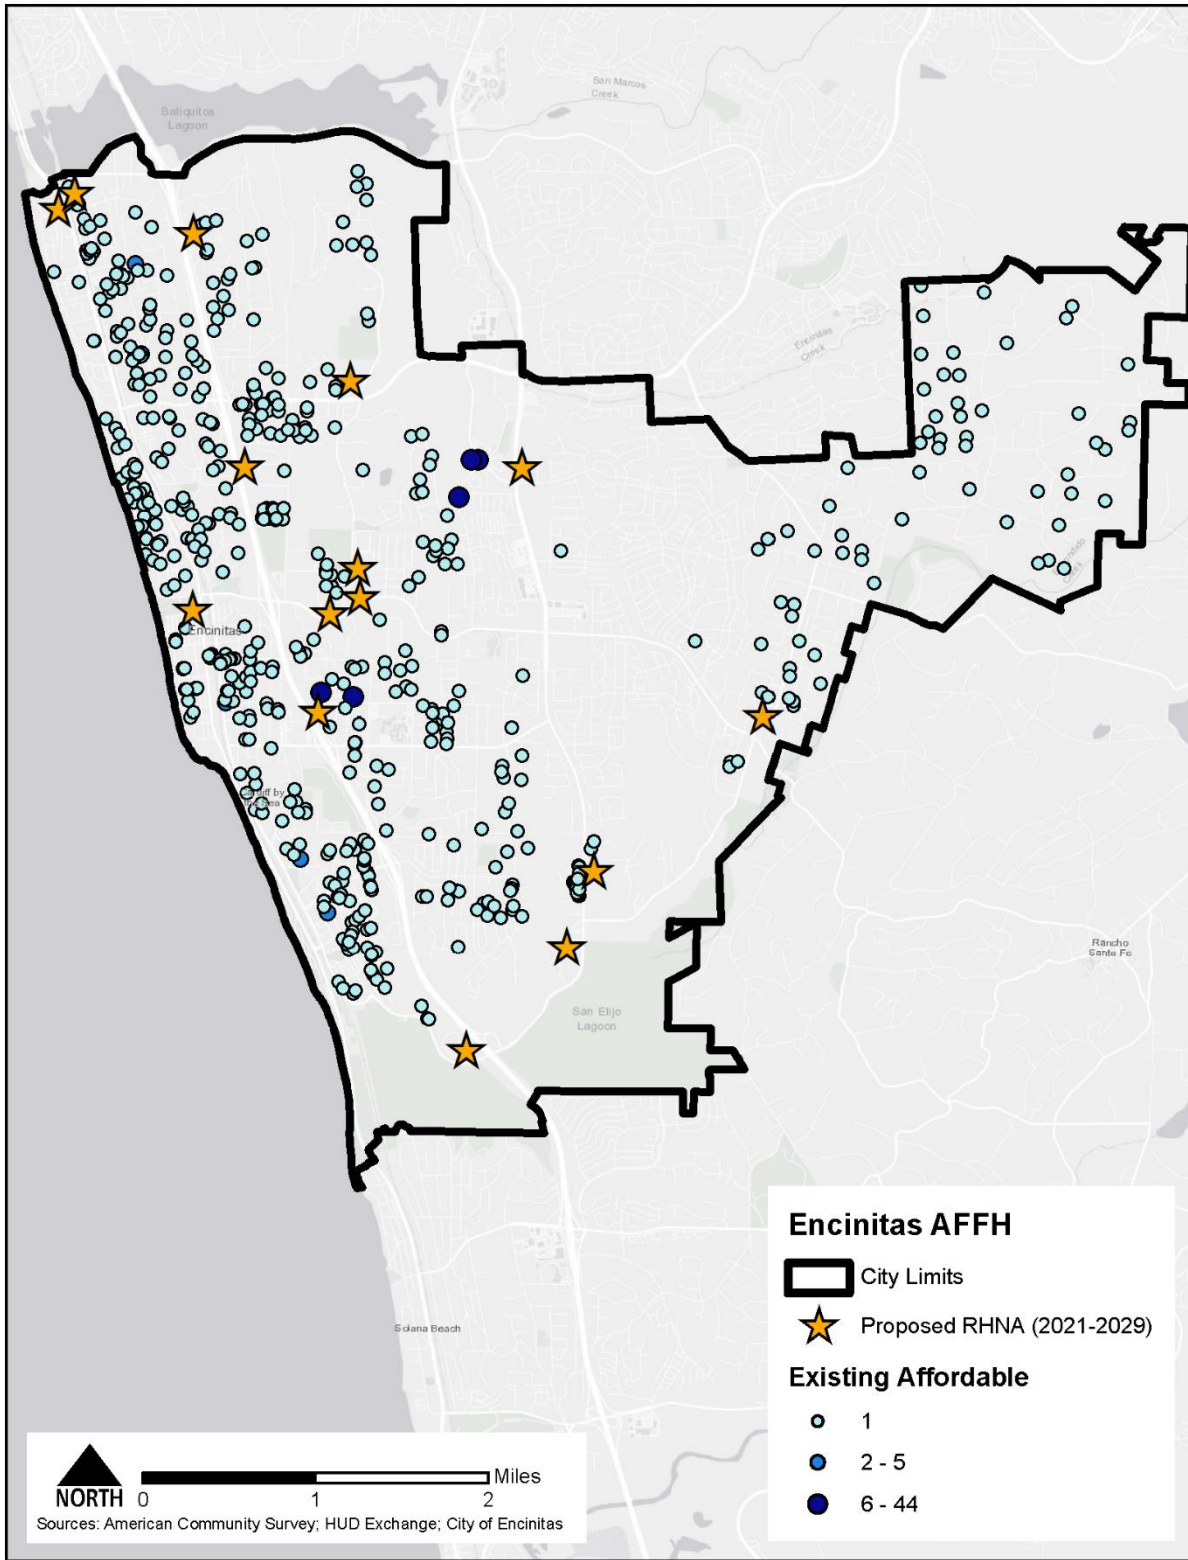 San Marcos
Creek
Batiquitos
Lagoon
Encinitas
Creek
Creek
Encinitas
Cardiff by
the Sea
Rancho
Santa Fe
San Elijo
Lagoon
Solana Beach
Encinitas AFFH
City Limits
Proposed RHNA (2021-2029)
Existing Affordable
1
2 - 5
6 - 44
NORTH
0 1 2
Miles
Sources: American Community Survey; HUD Exchange; City of Encinitas